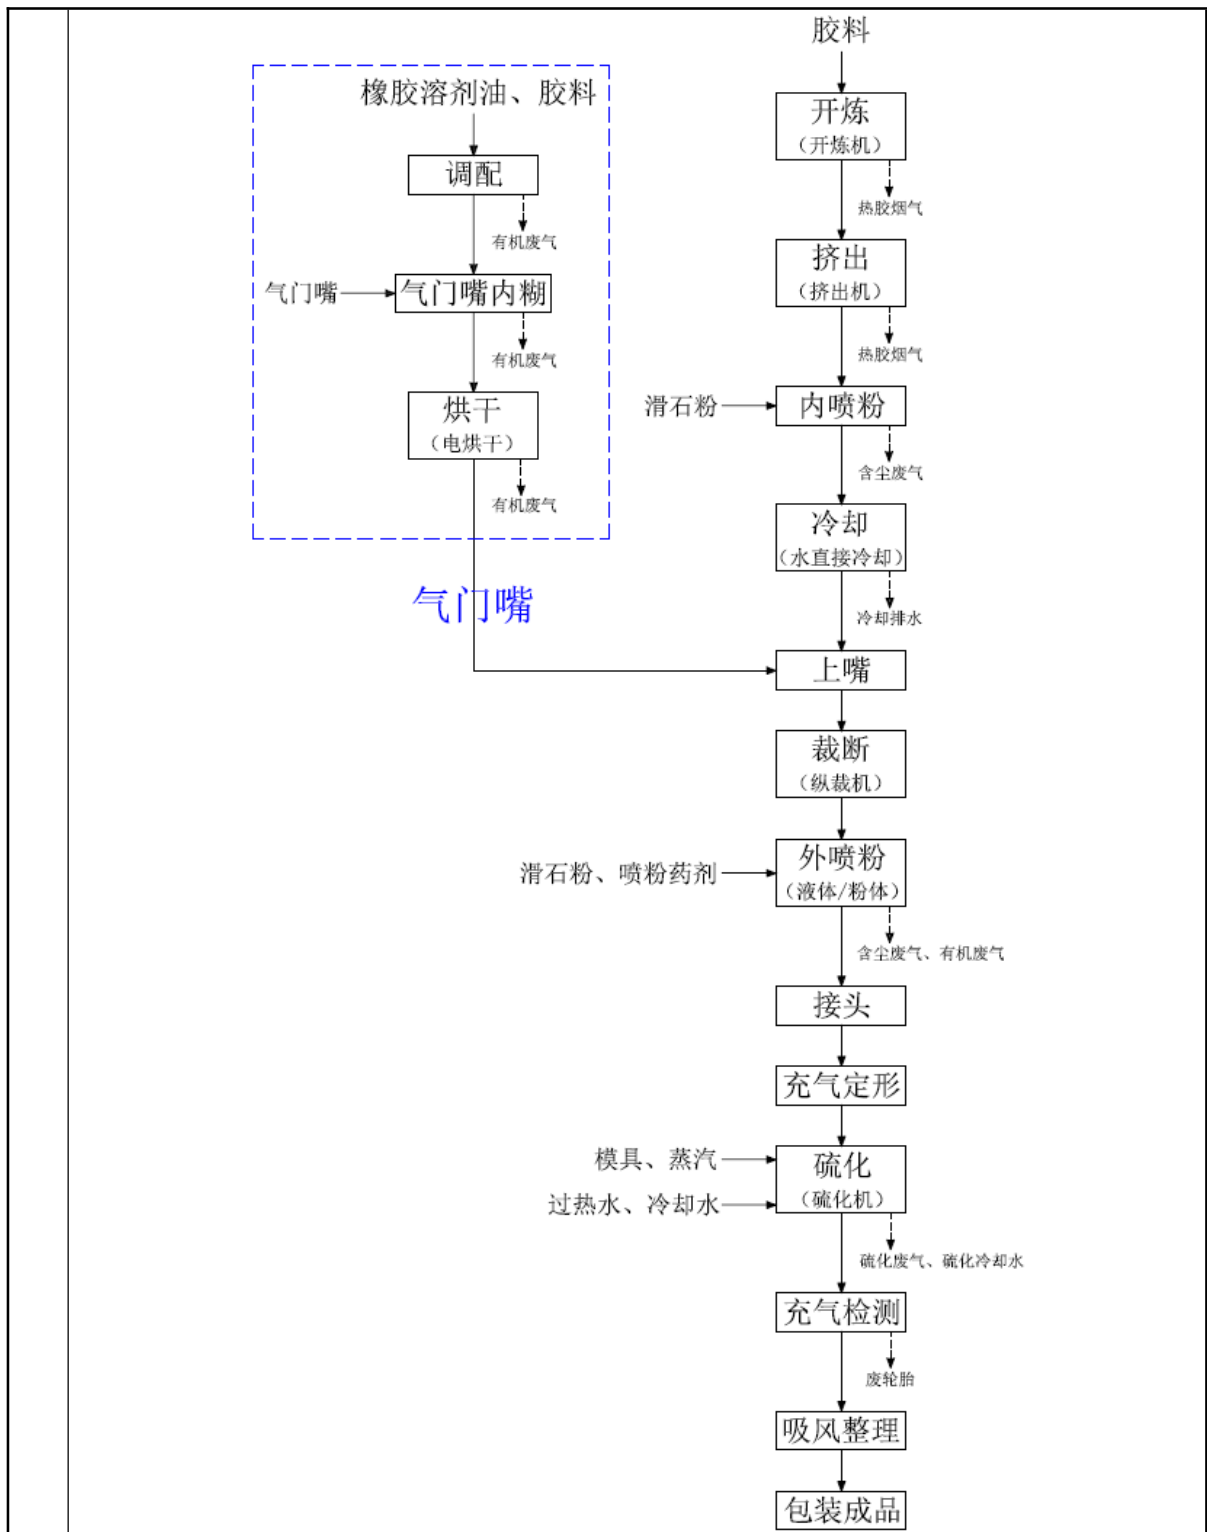 胶料
橡胶溶剂油、胶料
开炼
（开炼机）
调配
热胶烟气
有机废气
挤出
（挤出机）
气门嘴
气门嘴内糊
有机废气
热胶烟气
烘干
（电烘干）
滑石粉
内喷粉
含尘废气
有机废气
冷却
（水直接冷却）
气门嘴
冷却排水
上嘴
裁断
（纵裁机）
滑石粉、喷粉药剂
外喷粉
（液体/粉体）
含尘废气、有机废气
接头
充气定形
模具、蒸汽
硫化
（硫化机）
过热水、冷却水
硫化废气、硫化冷却水
充气检测
废轮胎
吸风整理
包装成品